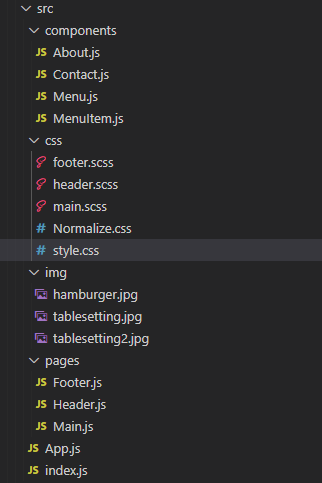 src
components
JS About.js
JS Contact.js
JS Menu.js
JS MenuItem.js
css
footer.scss
header.scss
main.scss
# Normalize.css
# style.css
img
hamburger.jpg
tablesetting.jpg
tablesetting2.jpg
pages
JS Footer.js
JS Header.js
JS Main.js
JS App.js
JS index.js